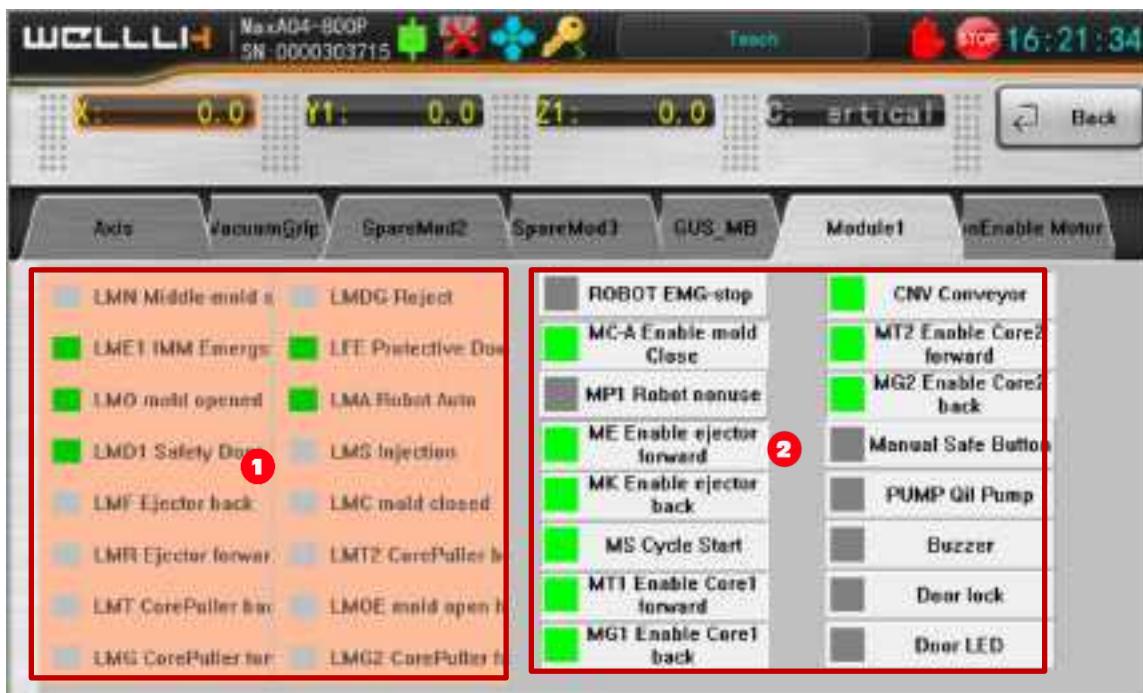 WELLLIH
MaxA04-800P
SN 0000303715
Teach
STOP
16:21:34
X: 0.0
Y1: 0.0
Z1: 0.0
C: ertical
Back
Axis
VacuumGrip
SpareMod2
SpareMod3
GUS_MB
Module1
Enable Motor
LMN Middle mold s
LMDG Reject
LME1 IMM Emergs
LFE Protective Doo
LMO mold opened
LMA Robot Auto
LMD1 Safety Doo
LMS Injection
LMF Ejector back
LMC mold closed
LMR Ejector forwar
LMT2 CorePuller b
LMT CorePuller bac
LMOE mold open
LMG CorePuller for
LMG2 CorePuller f
1
ROBOT EMG-stop
CNV Conveyor
MC-A Enable mold
Close
MT2 Enable Core2
forward
MP1 Robot nonuse
MG2 Enable Core2
back
ME Enable ejector
forward
Manual Safe Button
MK Enable ejector
back
PUMP Oil Pump
MS Cycle Start
Buzzer
MT1 Enable Core1
forward
Door lock
MG1 Enable Core1
back
Door LED
2